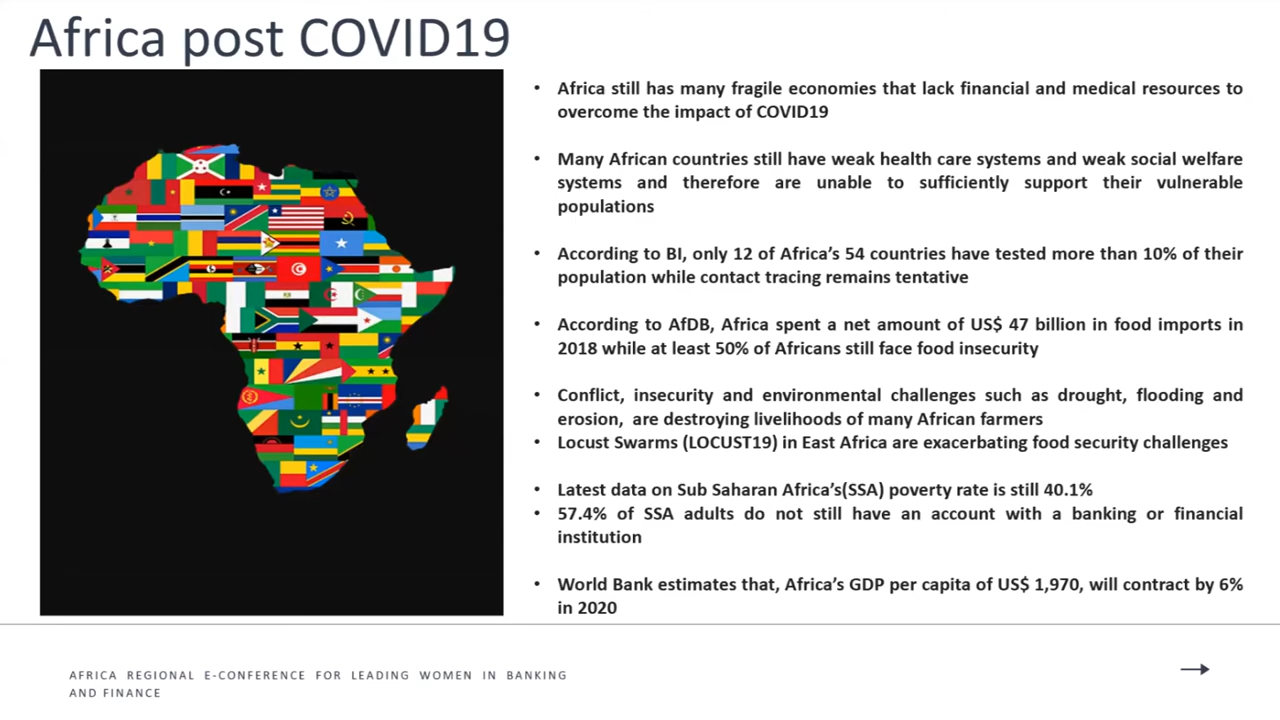 Africa post COVID19
• Africa still has many fragile economies that lack financial and medical resources to
overcome the impact of COVID19
• Many African countries still have weak health care systems and weak social welfare
systems and therefore are unable to sufficiently support their vulnerable
populations
• According to BI, only 12 of Africa's 54 countries have tested more than 10% of their
population while contact tracing remains tentative
• According to AfDB, Africa spent a net amount of US$ 47 billion in food imports in
2018 while at least 50% of Africans still face food insecurity
• Conflict, insecurity and environmental challenges such as drought, flooding and
erosion, are destroying livelihoods of many African farmers
• Locust Swarms (LOCUST19) in East Africa are exacerbating food security challenges
• Latest data on Sub Saharan Africa's(SSA) poverty rate is still 40.1%
• 57.4% of SSA adults do not still have an account with a banking or financial
institution
• World Bank estimates that, Africa's GDP per capita of US$ 1,970, will contract by 6%
in 2020
AFRICA REGIONAL E-CONFERENCE FOR LEADING WOMEN IN BANKING
AND FINANCE